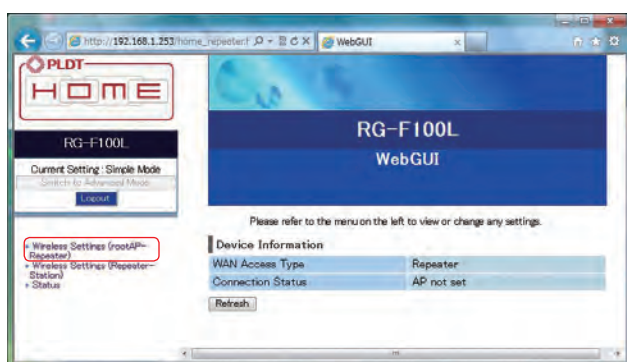 http://192.168.1.253/home_repeater.h
WebGUI
PLDT
HOME
RG-F100L
Current Setting : Simple Mode
Switch to Advanced Mode
Logout
Wireless Settings (rootAP-
Repeater)
Wireless Settings (Repeater-
Station)
Status
RG-F100L
WebGUI
Please refer to the menu on the left to view or change any settings.
Device Information
WAN Access Type Repeater
Connection Status AP not set
Refresh